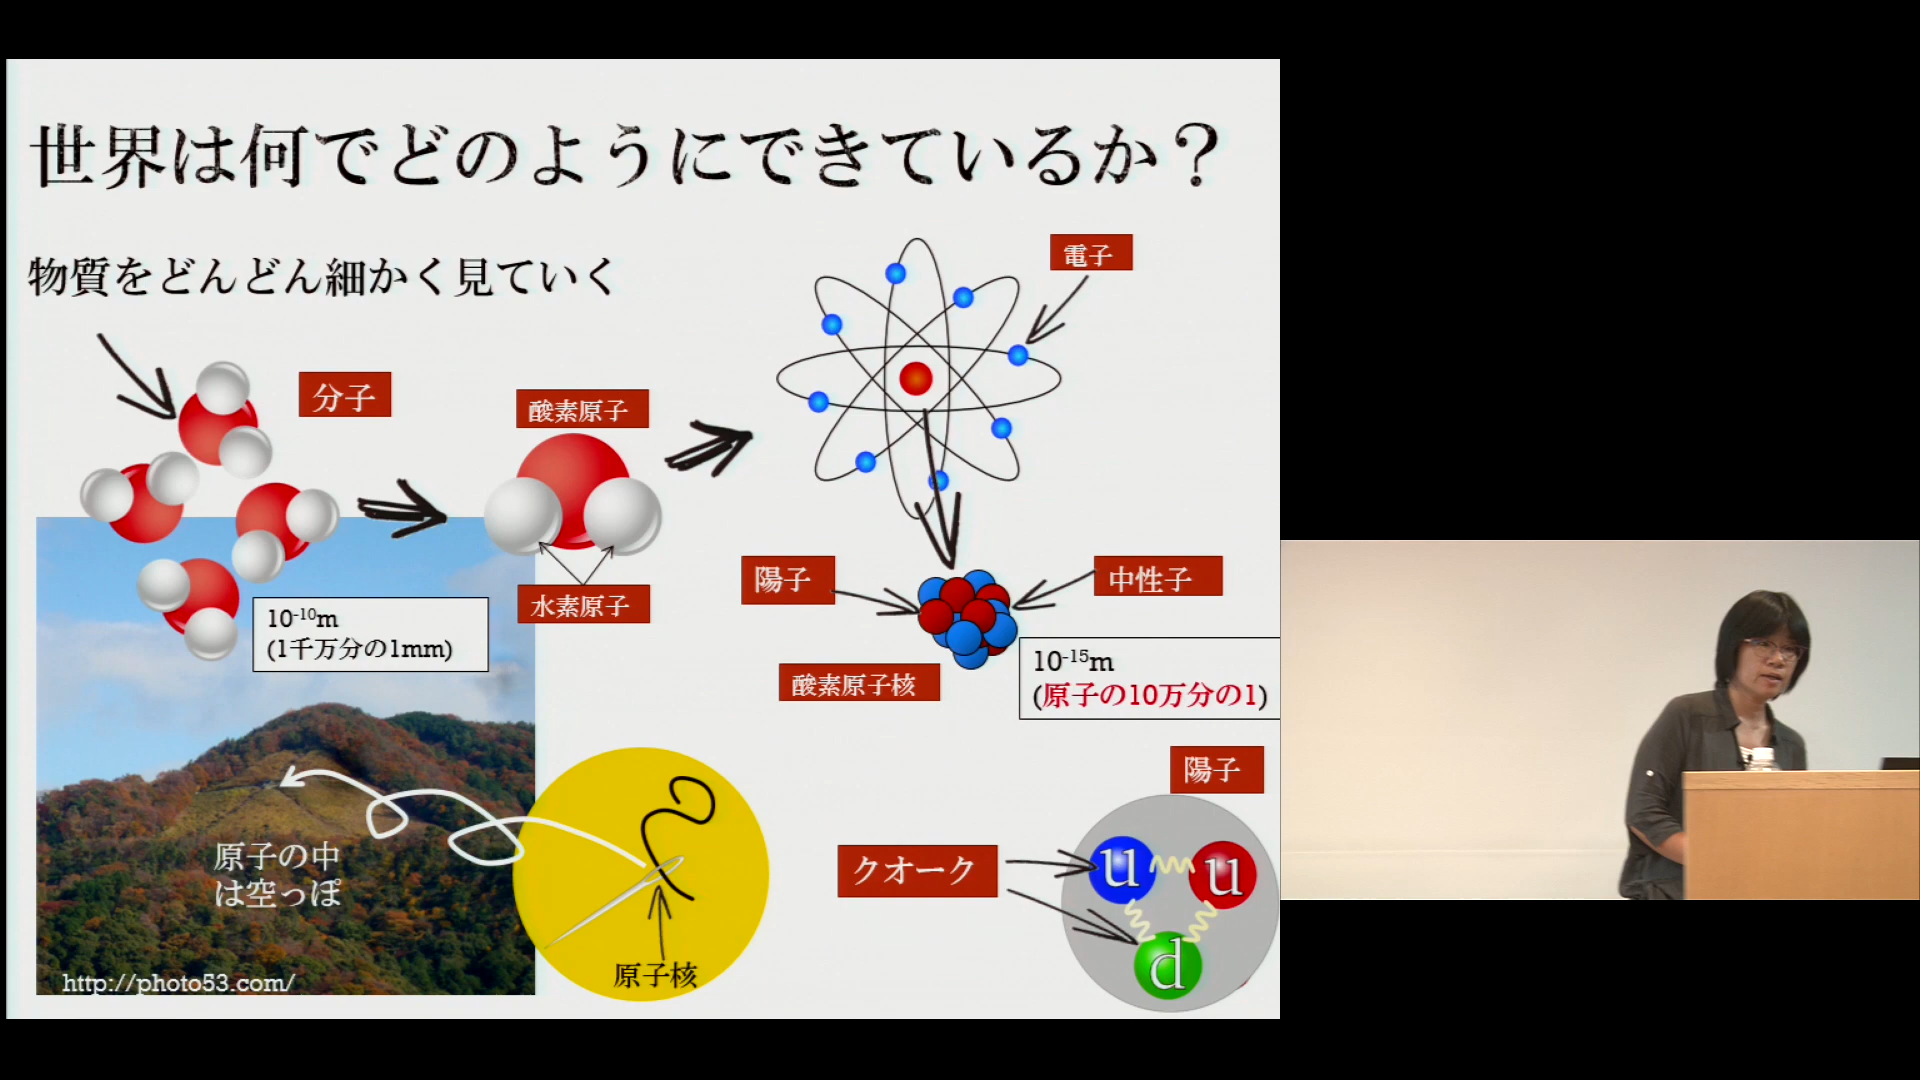 世界は何でどのようにできているか？
物質をどんどん細かく見ていく
電子
分子
酸素原子
水素原子
10⁻¹⁰m
(1千万分の1mm)
陽子
中性子
酸素原子核
10⁻¹⁵m
(原子の10万分の1)
陽子
クオーク
u
u
d
原子の中
は空っぽ
原子核
http://photo53.com/